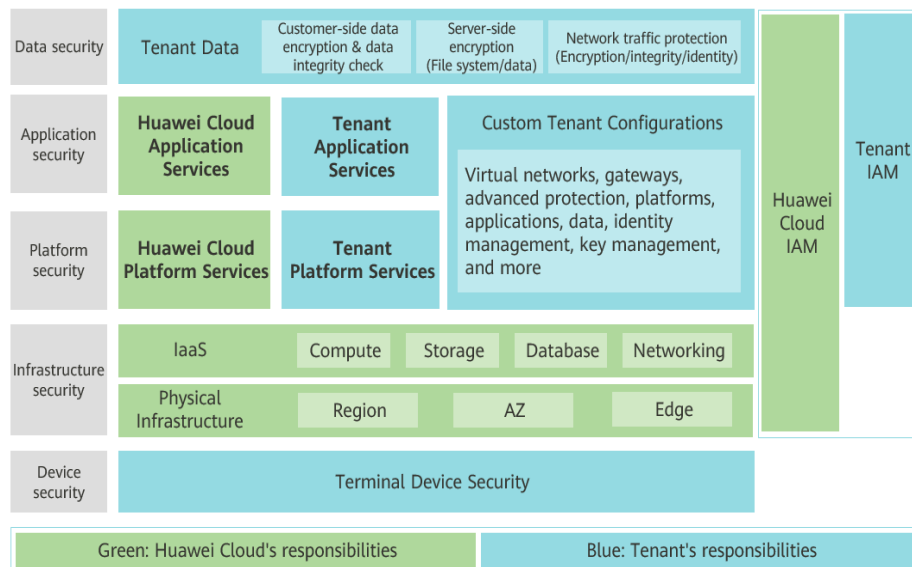 Data security
Tenant Data
Customer-side data
encryption & data
integrity check
Server-side
encryption
(File system/data)
Network traffic protection
(Encryption/integrity/identity)
Application
security
Huawei Cloud
Application
Services
Tenant
Application
Services
Custom Tenant Configurations
Virtual networks, gateways,
advanced protection, platforms,
applications, data, identity
management, key management,
and more
Platform
security
Huawei Cloud
Platform Services
Tenant
Platform Services
Huawei
Cloud
IAM
Tenant
IAM
Infrastructure
security
IaaS
Compute
Storage
Database
Networking
Physical
Infrastructure
Region
AZ
Edge
Device
security
Terminal Device Security
Green: Huawei Cloud's responsibilities
Blue: Tenant's responsibilities